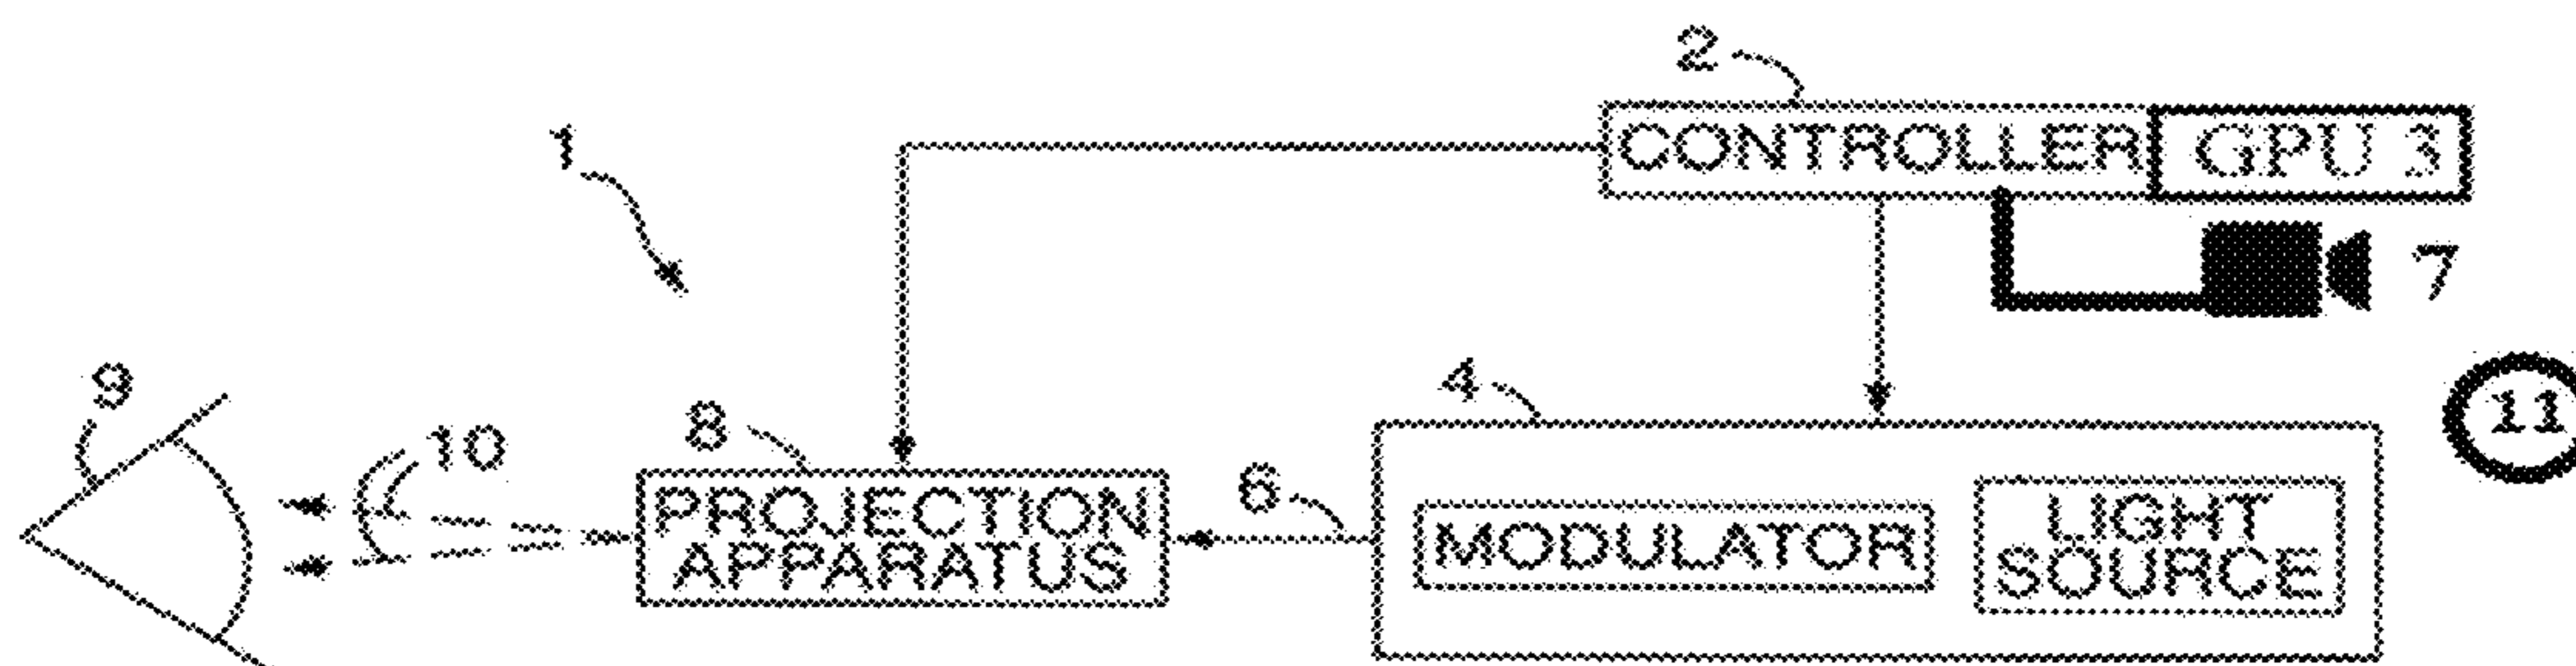 2
1
CONTROLLER GPU 3
7
9
10
8
4
11
6
PROJECTION
APPARATUS
MODULATOR
LIGHT
SOURCE